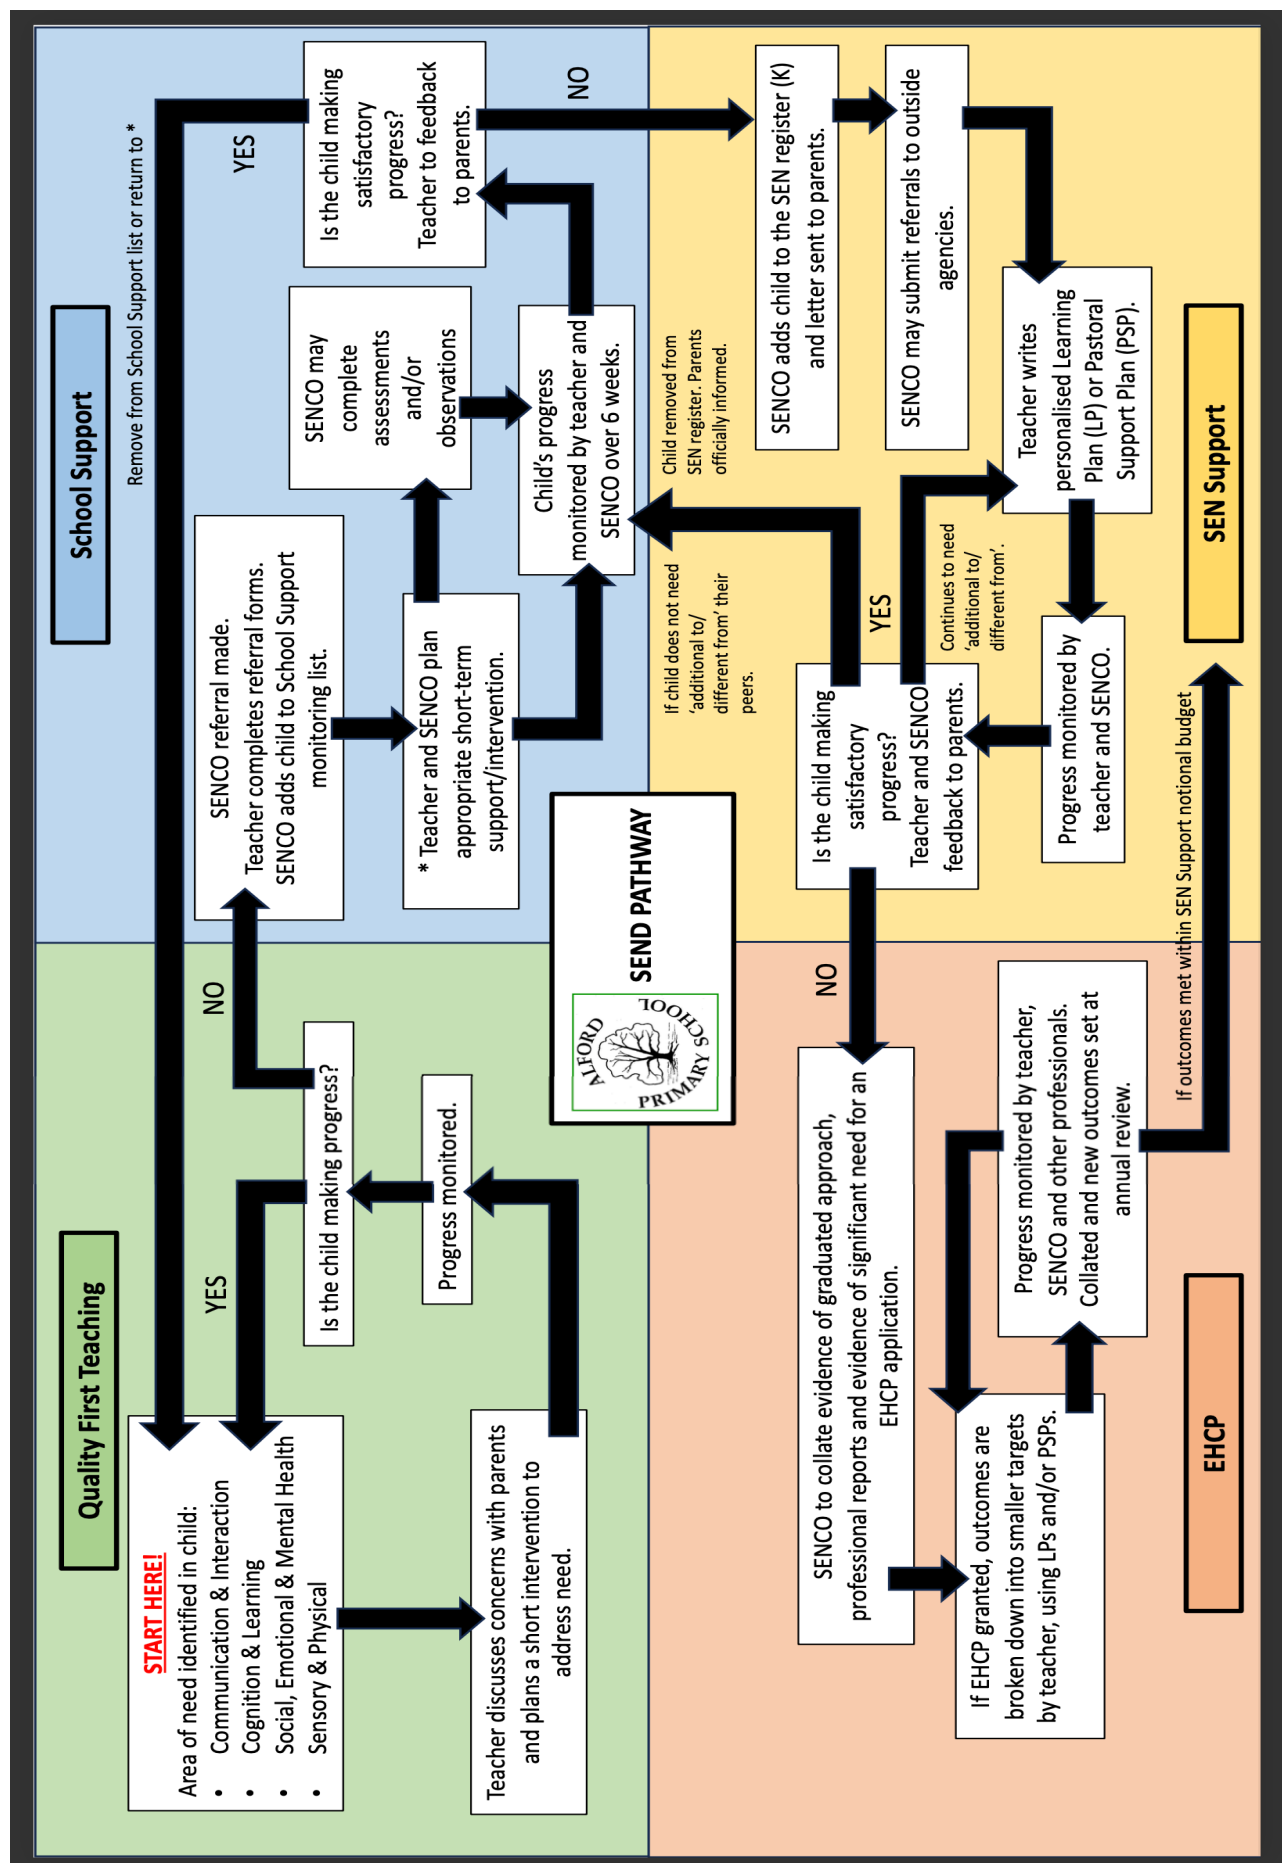 Quality First Teaching
START HERE!
Area of need identified in child:
• Communication & Interaction
• Cognition & Learning
• Social, Emotional & Mental Health
• Sensory & Physical
Teacher discusses concerns with parents
and plans a short intervention to
address need.
Progress monitored.
Is the child making progress?
YES
NO
School Support
Remove from School Support list or return to *
SENCO referral made.
Teacher completes referral forms.
SENCO adds child to School Support
monitoring list.
* Teacher and SENCO plan
appropriate short-term
support/intervention.
SENCO may
complete
assessments
and/or
observations
Child's progress
monitored by teacher and
SENCO over 6 weeks.
Is the child making
satisfactory
progress?
Teacher to feedback
to parents.
YES
NO
ALFORD
PRIMARY SCHOOL
SEND PATHWAY
SENCO adds child to the SEN register (K)
and letter sent to parents.
SENCO may submit referrals to outside
agencies.
Teacher writes
personalised Learning
Plan (LP) or Pastoral
Support Plan (PSP).
Progress monitored by
teacher and SENCO.
Is the child making
satisfactory
progress?
Teacher and SENCO
feedback to parents.
YES
If child does not need
'additional to/
different from' their
peers.
Child removed from
SEN register. Parents
officially informed.
Continues to need
'additional to/
different from'.
SEN Support
NO
SENCO to collate evidence of graduated approach,
professional reports and evidence of significant need for an
EHCP application.
If EHCP granted, outcomes are
broken down into smaller targets
by teacher, using LPs and/or PSPs.
Progress monitored by teacher,
SENCO and other professionals.
Collated and new outcomes set at
annual review.
If outcomes met within SEN Support notional budget
EHCP